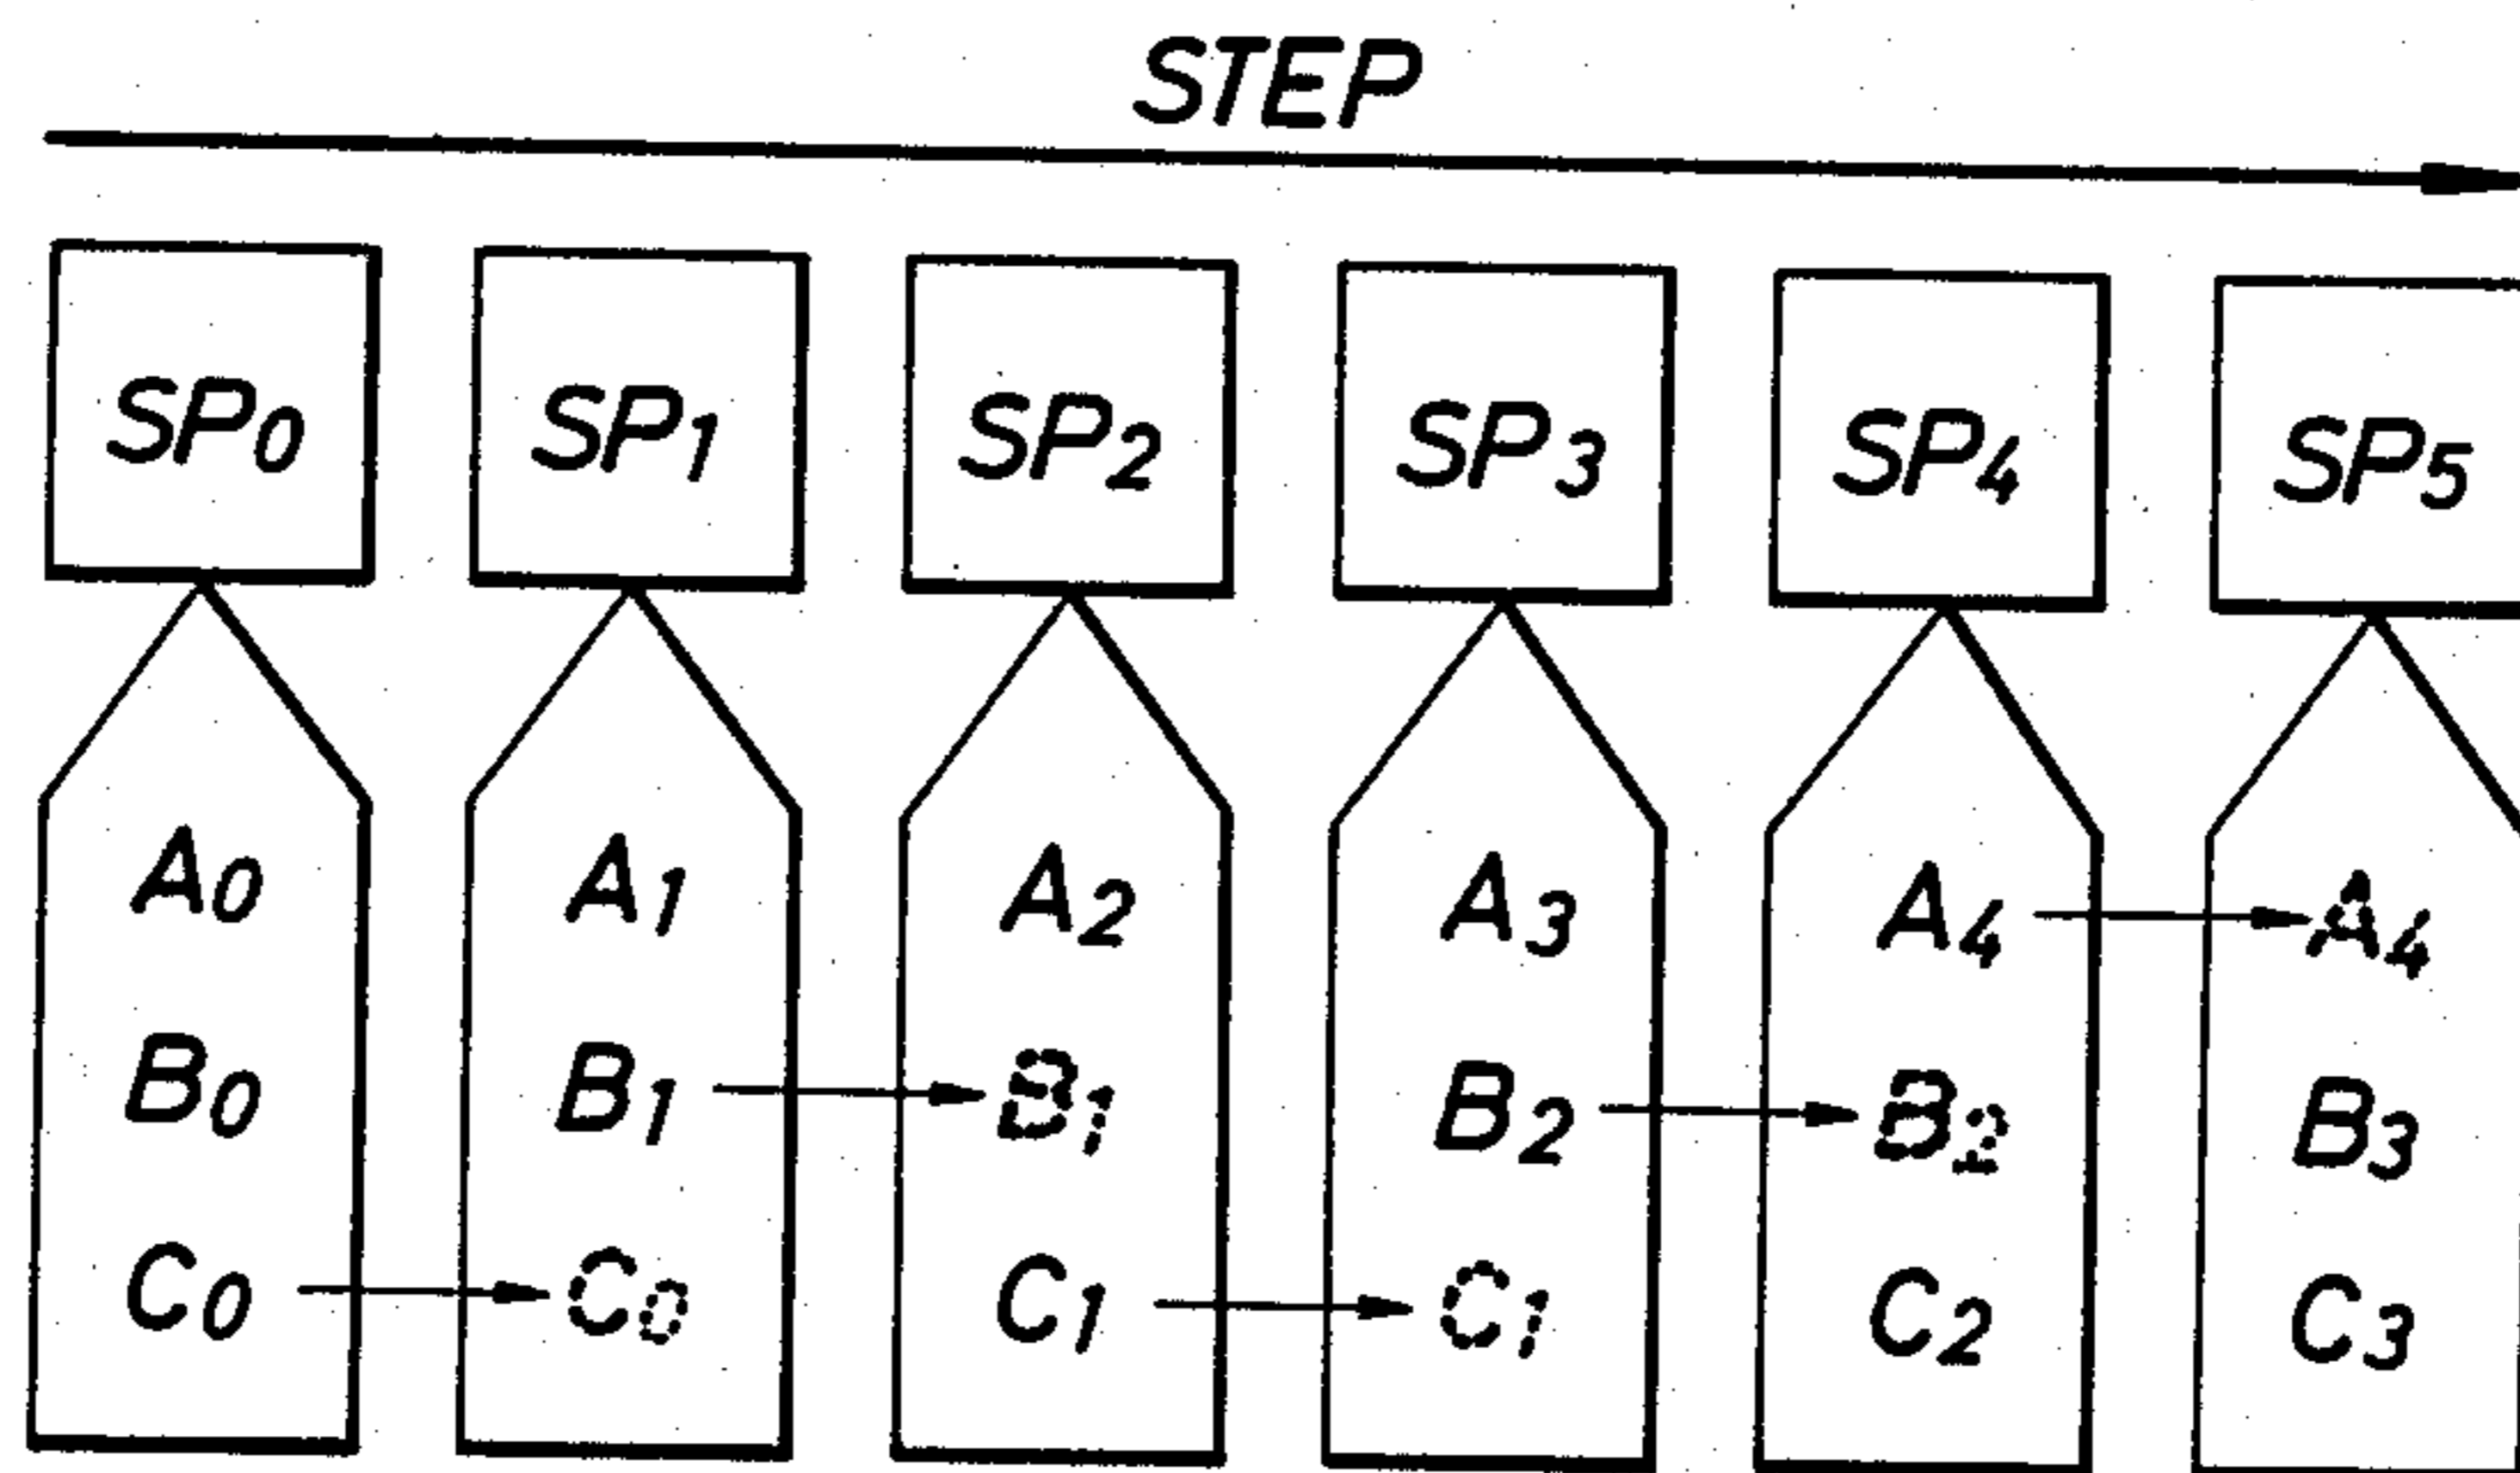 STEP
SP0 SP1 SP2 SP3 SP4 SP5
A0 A1 A2 A3 A4 A4
B0 B1 B1 B2 B2 B3
C0 C0 C1 C1 C2 C3